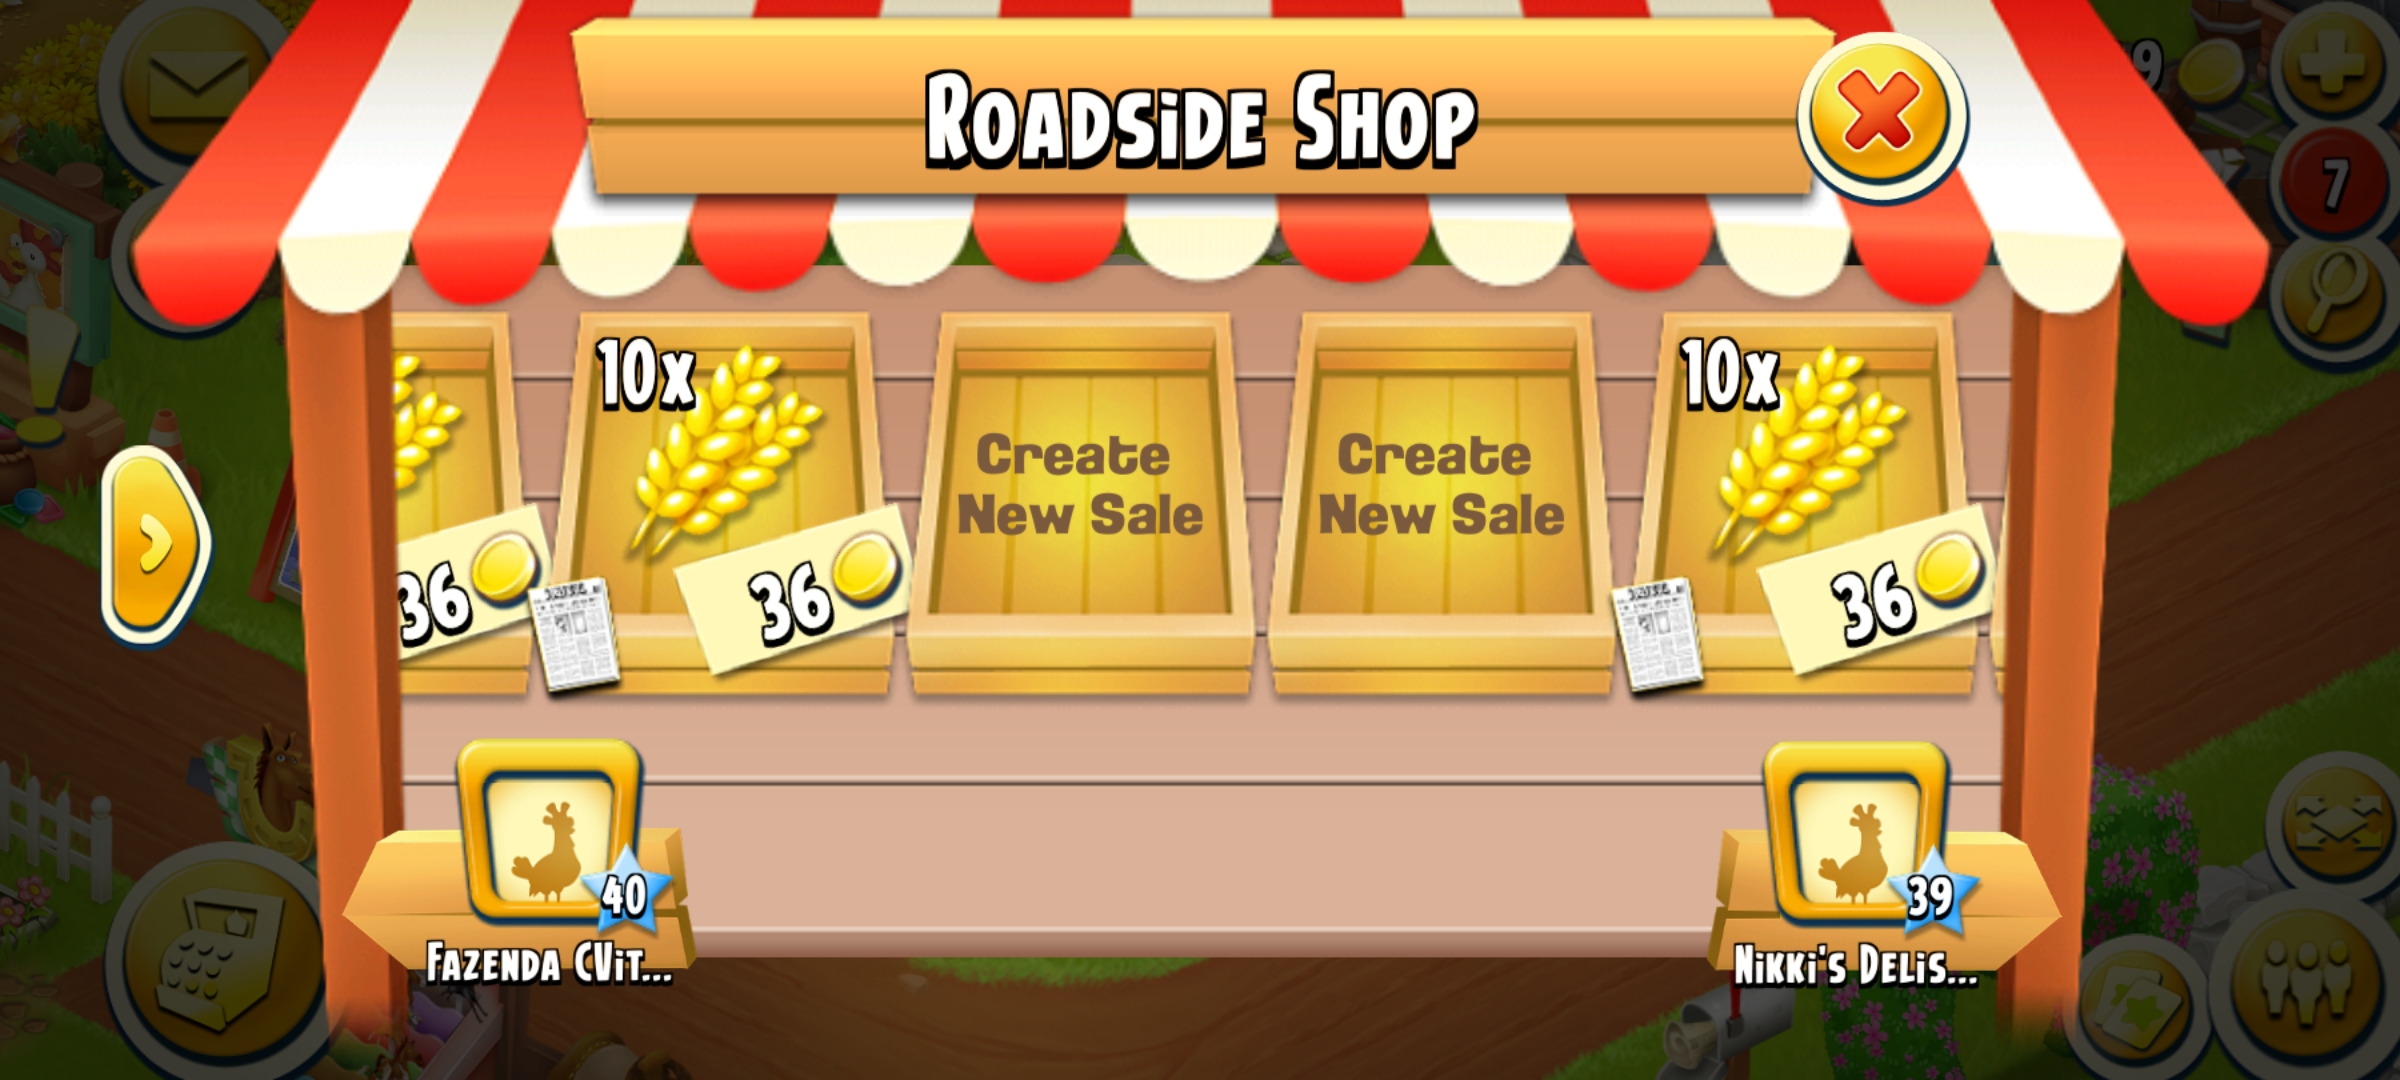 Roadside Shop
9
7
10x
10x
Create
New Sale
Create
New Sale
36
36
36
40
39
Fazenda CVit...
Nikki's Delis...